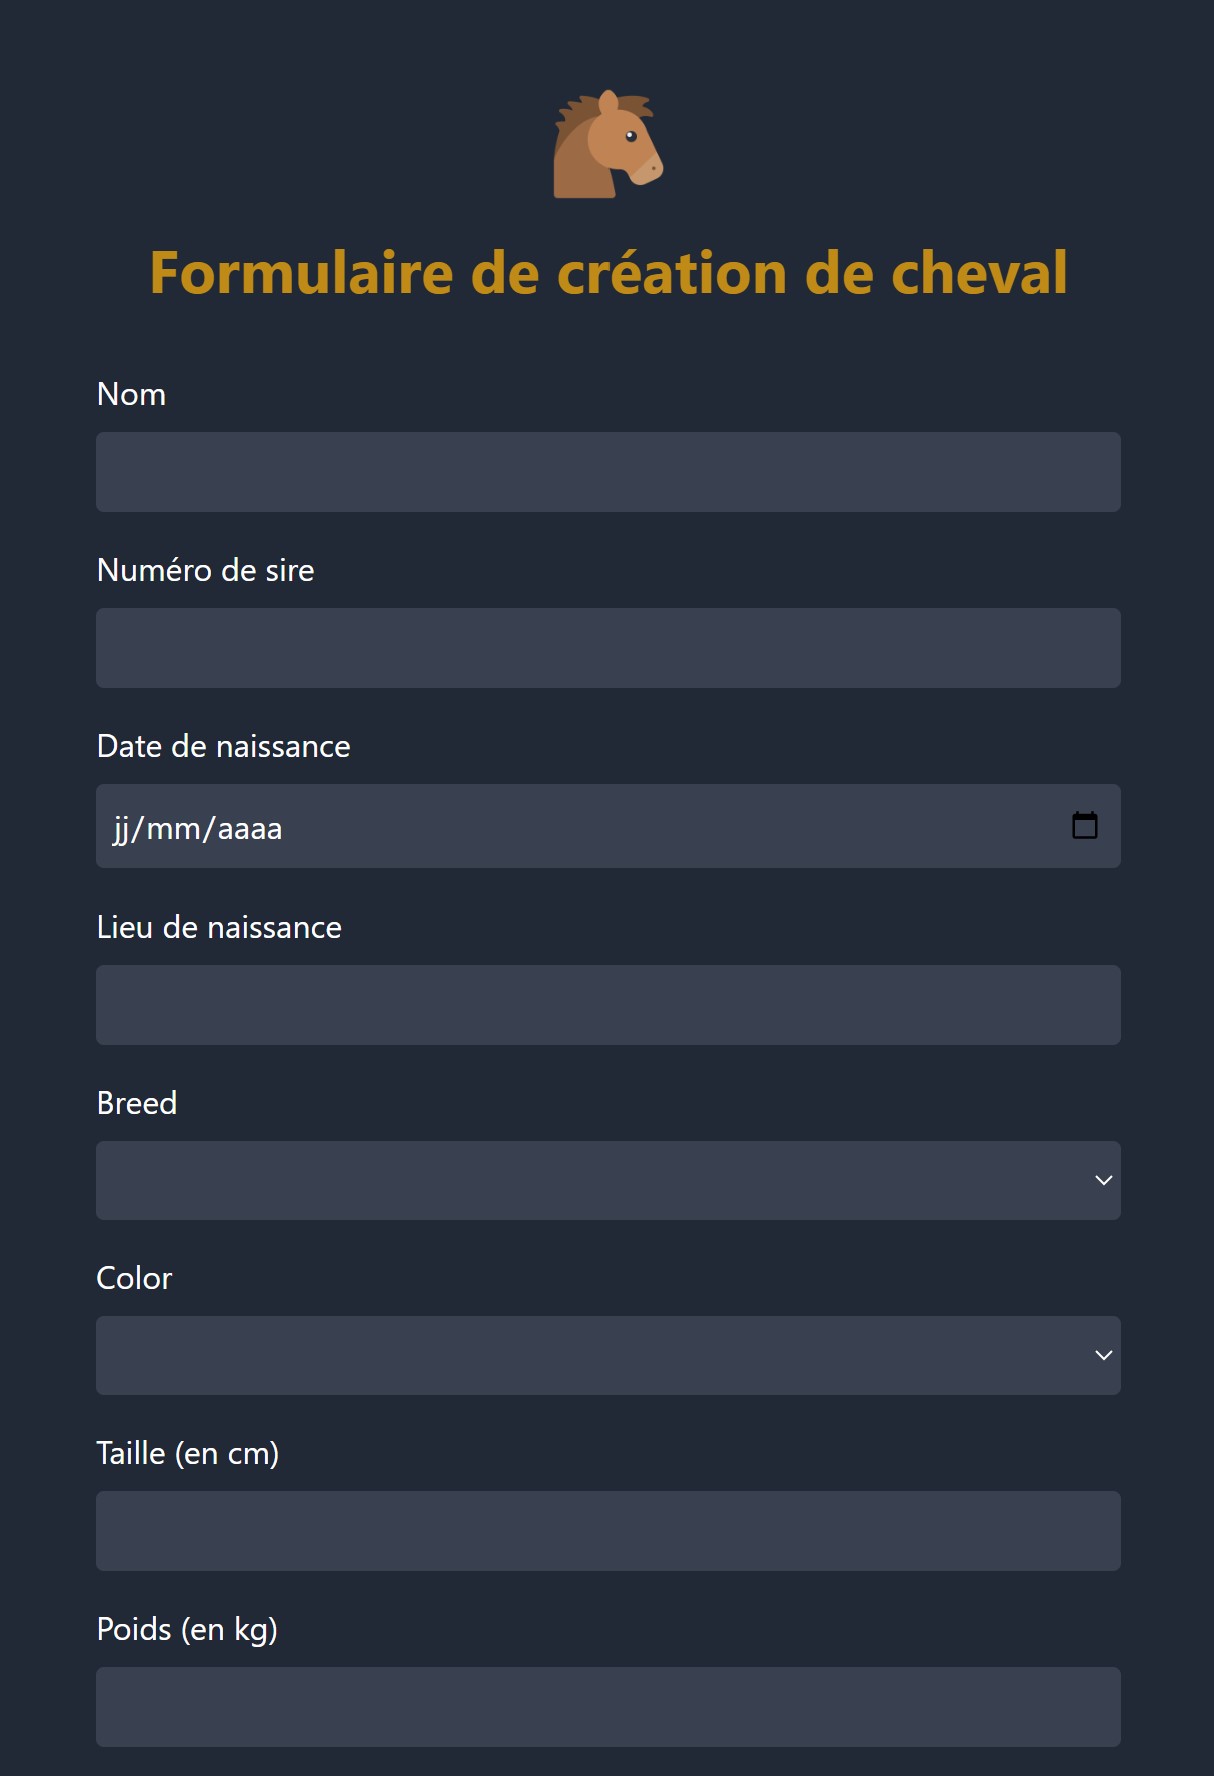 Formulaire de création de cheval
Nom
Numéro de sire
Date de naissance
jj/mm/aaaa
Lieu de naissance
Breed
Color
Taille (en cm)
Poids (en kg)